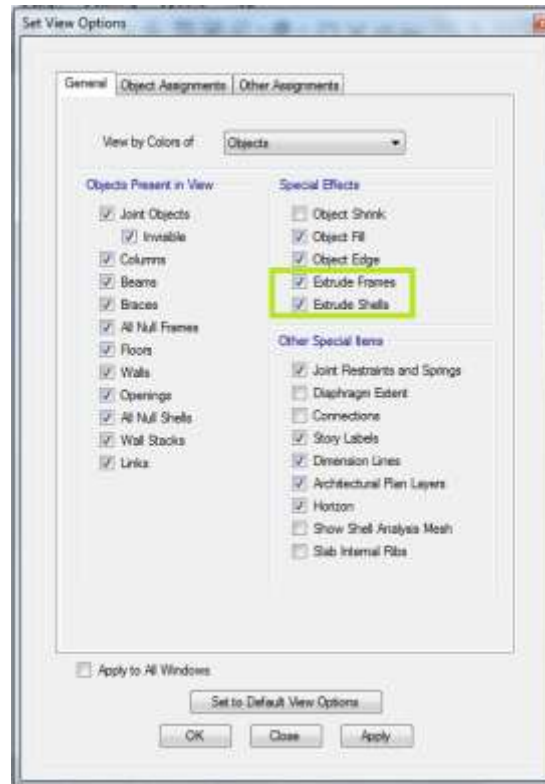 Set View Options
General
Object Assignments
Other Assignments
View by Colors of
Objects
Objects Present in View
Joint Objects
Invisible
Columns
Beams
Braces
All Null Frames
Floors
Walls
Openings
All Null Shells
Wall Stacks
Links
Special Effects
Object Shrink
Object Fill
Object Edge
Extrude Frames
Extrude Shells
Other Special Items
Joint Restraints and Springs
Diaphragm Extent
Connections
Story Labels
Dimension Lines
Architectural Plan Layers
Horizon
Show Shell Analysis Mesh
Slab Internal Ribs
Apply to All Windows
Set to Default View Options
OK
Close
Apply